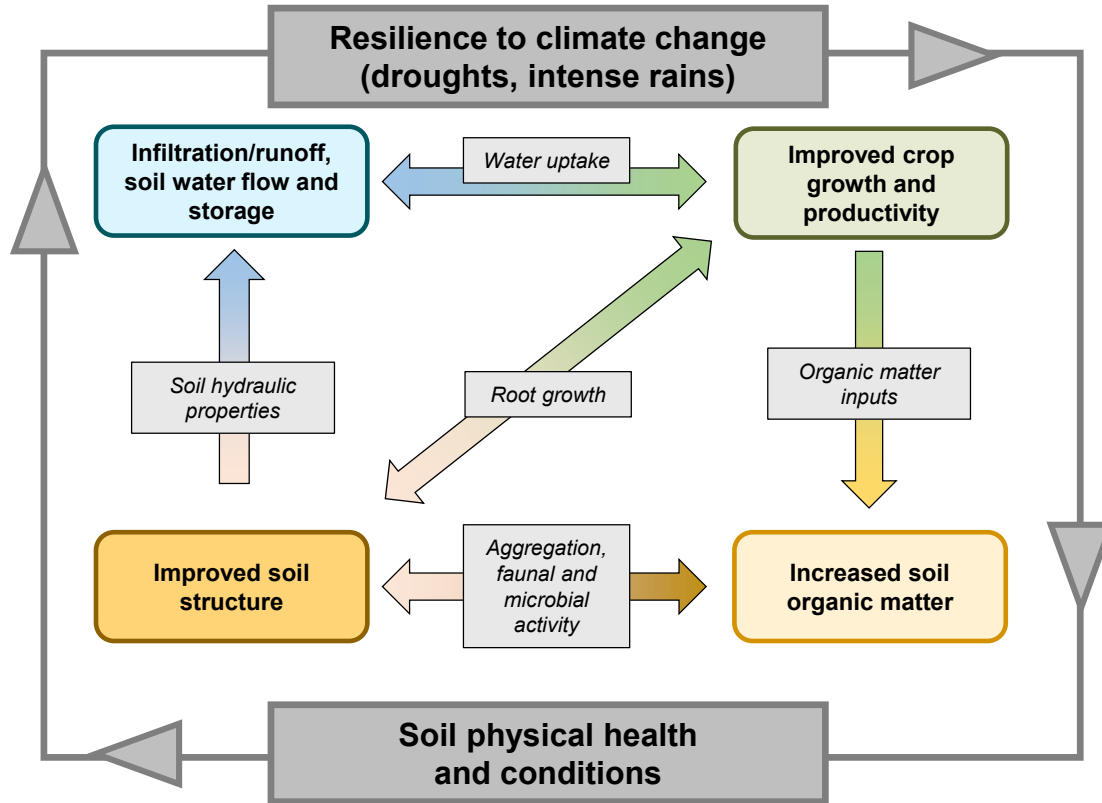 Resilience to climate change
(droughts, intense rains)
Infiltration/runoff,
soil water flow and
storage
Water uptake
Improved crop
growth and
productivity
Soil hydraulic
properties
Root growth
Organic matter
inputs
Improved soil
structure
Aggregation,
faunal and
microbial
activity
Increased soil
organic matter
Soil physical health
and conditions